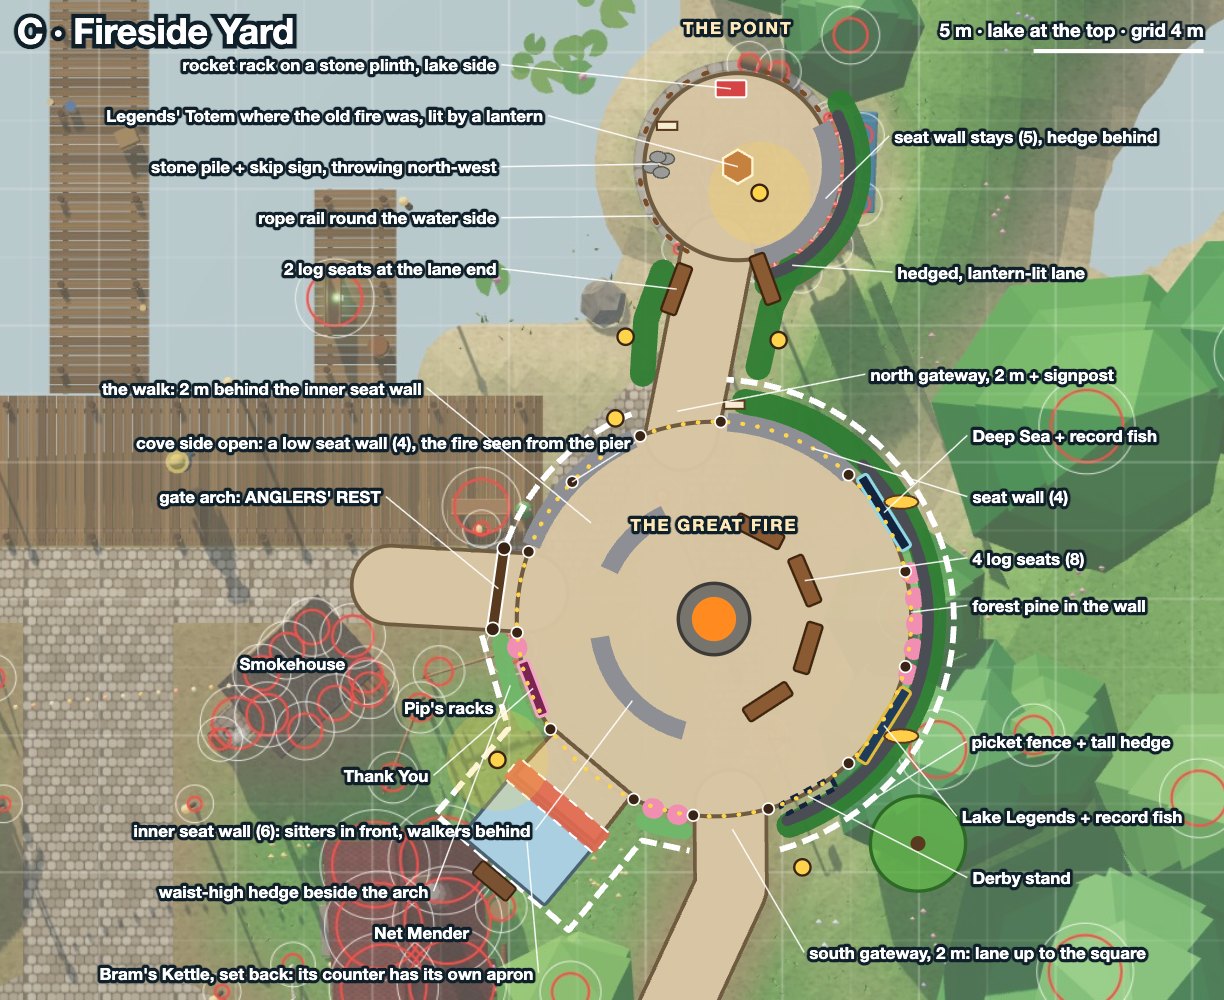 C · Fireside Yard
THE POINT
5 m · lake at the top · grid 4 m
rocket rack on a stone plinth, lake side
Legends' Totem where the old fire was, lit by a lantern
seat wall stays (5), hedge behind
stone pile + skip sign, throwing north-west
rope rail round the water side
2 log seats at the lane end
hedged, lantern-lit lane
the walk: 2 m behind the inner seat wall
north gateway, 2 m + signpost
cove side open: a low seat wall (4), the fire seen from the pier
Deep Sea + record fish
gate arch: ANGLERS' REST
seat wall (4)
THE GREAT FIRE
4 log seats (8)
forest pine in the wall
Smokehouse
Pip's racks
picket fence + tall hedge
Thank You
Lake Legends + record fish
inner seat wall (6): sitters in front, walkers behind
Derby stand
waist-high hedge beside the arch
Net Mender
south gateway, 2 m: lane up to the square
Bram's Kettle, set back: its counter has its own apron